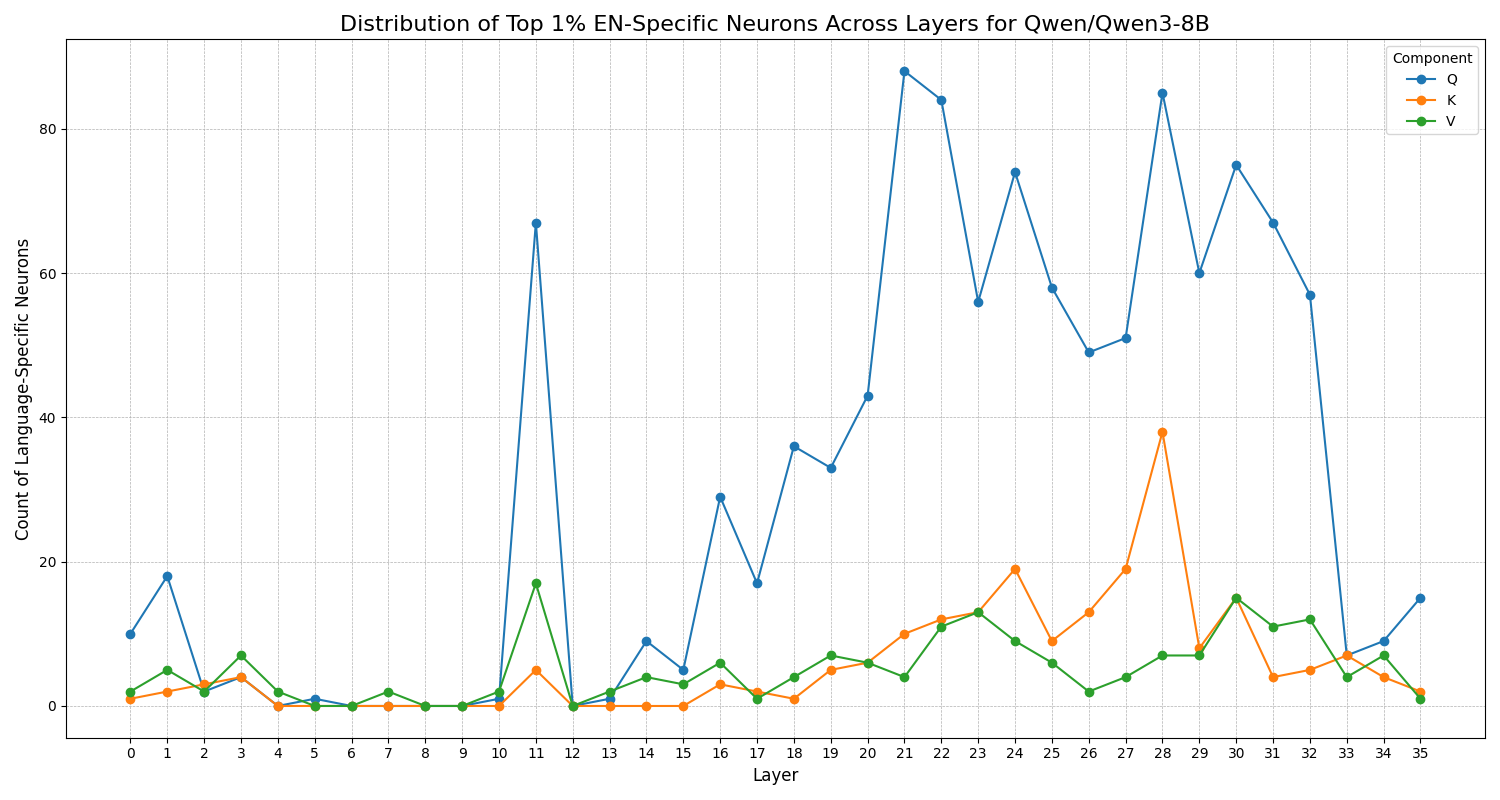 Distribution of Top 1% EN-Specific Neurons Across Layers for Qwen/Qwen3-8B
Component
Q
K
V
Count of Language-Specific Neurons
80
60
40
20
0
0 1 2 3 4 5 6 7 8 9 10 11 12 13 14 15 16 17 18 19 20 21 22 23 24 25 26 27 28 29 30 31 32 33 34 35
Layer